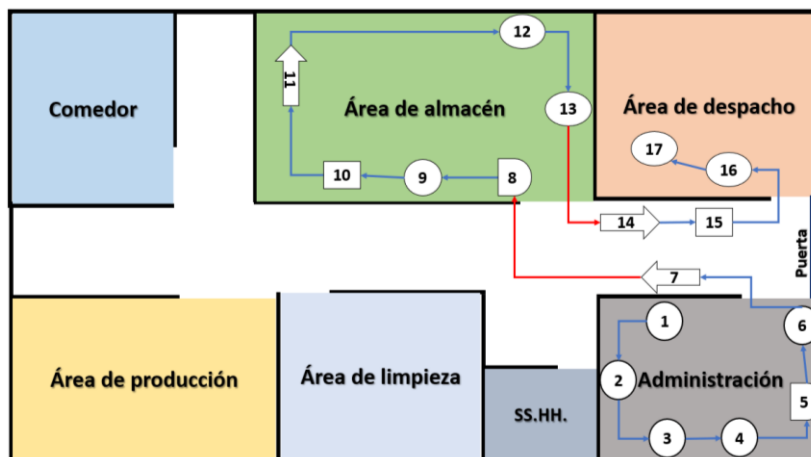 12
Comedor
11
Área de almacén
13
Área de despacho
17
16
10
9
8
14
15
Puerta
7
1
6
Área de producción
Área de limpieza
2
Administración
5
SS.HH.
3
4